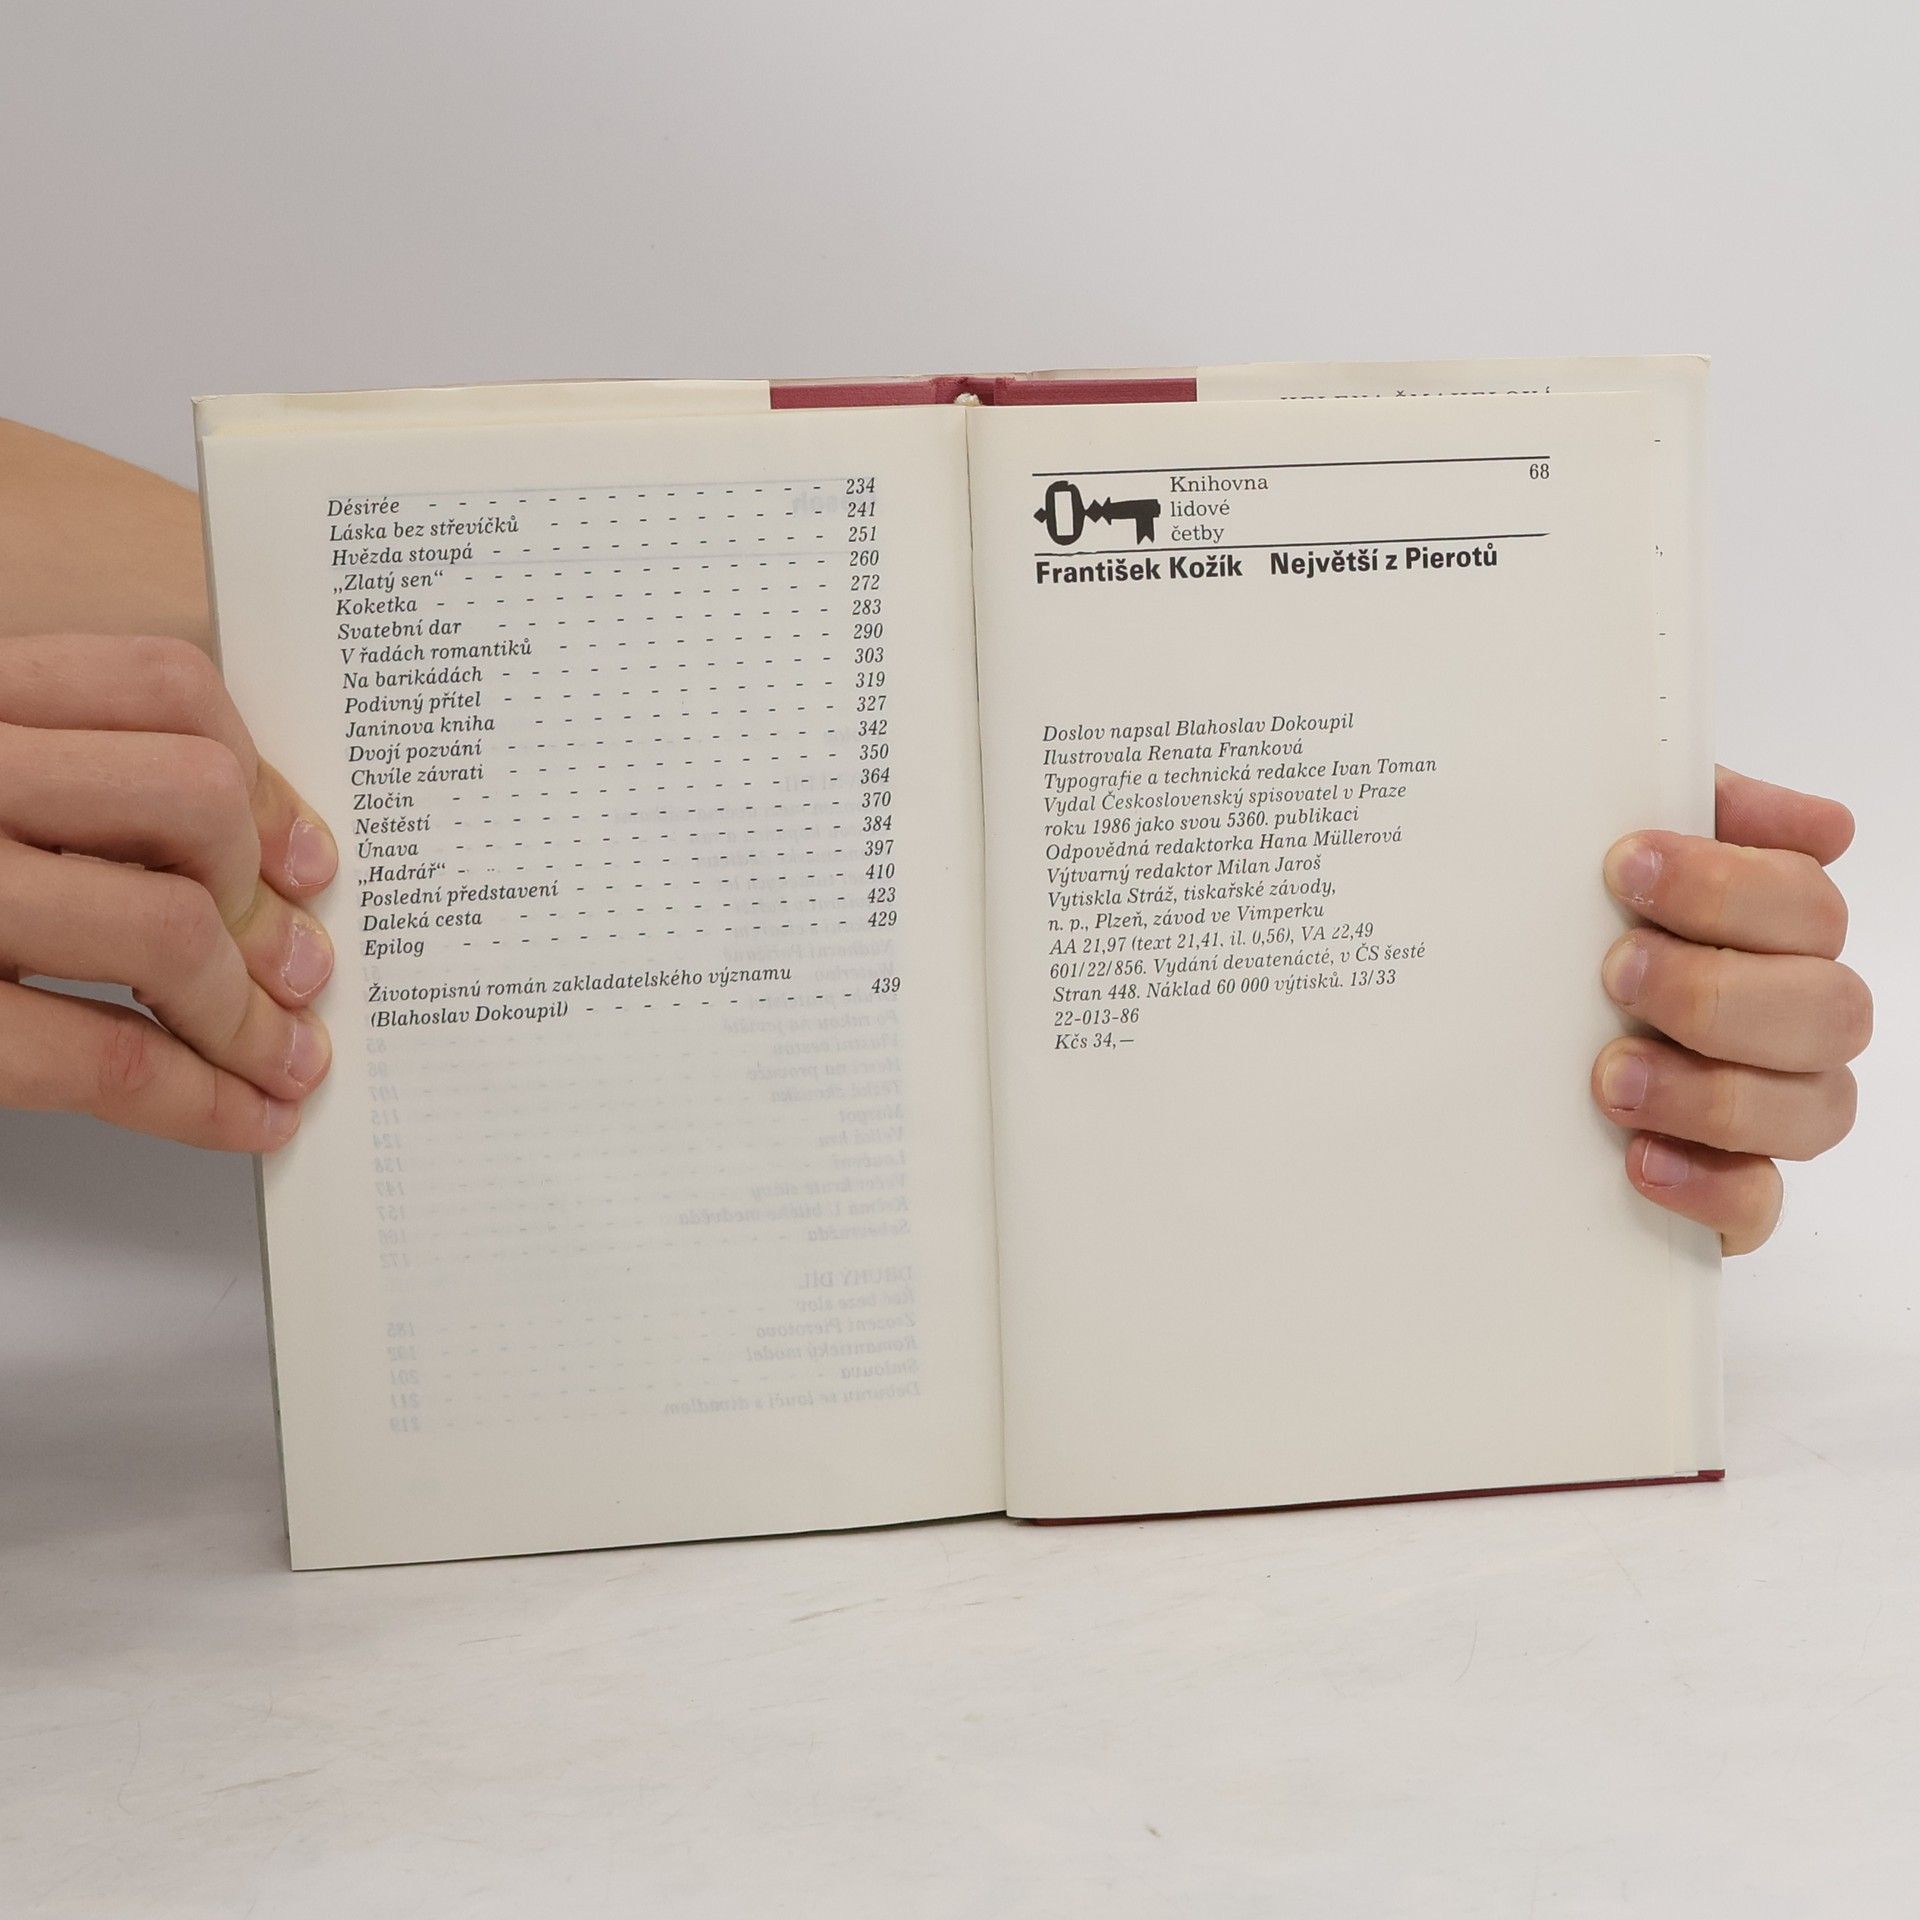 Désirée - - - - - - - - - - - - - - 234
Láska bez střevíčků - - - - - - - - - - 241
Hvězda stoupá - - - - - - - - - - - - 251
„Zlatý sen“ - - - - - - - - - - - - - 260
Koketka - - - - - - - - - - - - - - 272
Svatební dar - - - - - - - - - - - - 283
V řadách romantiků - - - - - - - - - - 290
Na barikádách - - - - - - - - - - - - 303
Podivný přítel - - - - - - - - - - - - 319
Janinova kniha - - - - - - - - - - - 327
Dvojí pozvání - - - - - - - - - - - - 342
Chvíle závrati - - - - - - - - - - - - 350
Zločin - - - - - - - - - - - - - - 364
Neštěstí - - - - - - - - - - - - - - 370
Únava - - - - - - - - - - - - - - 384
„Hadrář“ - - - - - - - - - - - - - - 397
Poslední představení - - - - - - - - - - 410
Daleká cesta - - - - - - - - - - - - 423
Epilog - - - - - - - - - - - - - - 429
Životopisný román zakladatelského významu
(Blahoslav Dokoupil) - - - - - - - - - - 439
68
Knihovna
lidové
četby
František Kožík Největší z Pierotů
Doslov napsal Blahoslav Dokoupil
Ilustrovala Renata Franková
Typografie a technická redakce Ivan Toman
Vydal Československý spisovatel v Praze
roku 1986 jako svou 5360. publikaci
Odpovědná redaktorka Hana Müllerová
Výtvarný redaktor Milan Jaroš
Vytiskla Stráž, tiskařské závody,
n. p., Plzeň, závod ve Vimperku
AA 21,97 (text 21,41, il. 0,56), VA 22,49
601/22/856. Vydání devatenácté, v ČS šesté
Stran 448. Náklad 60 000 výtisků. 13/33
22-013-86
Kčs 34,—